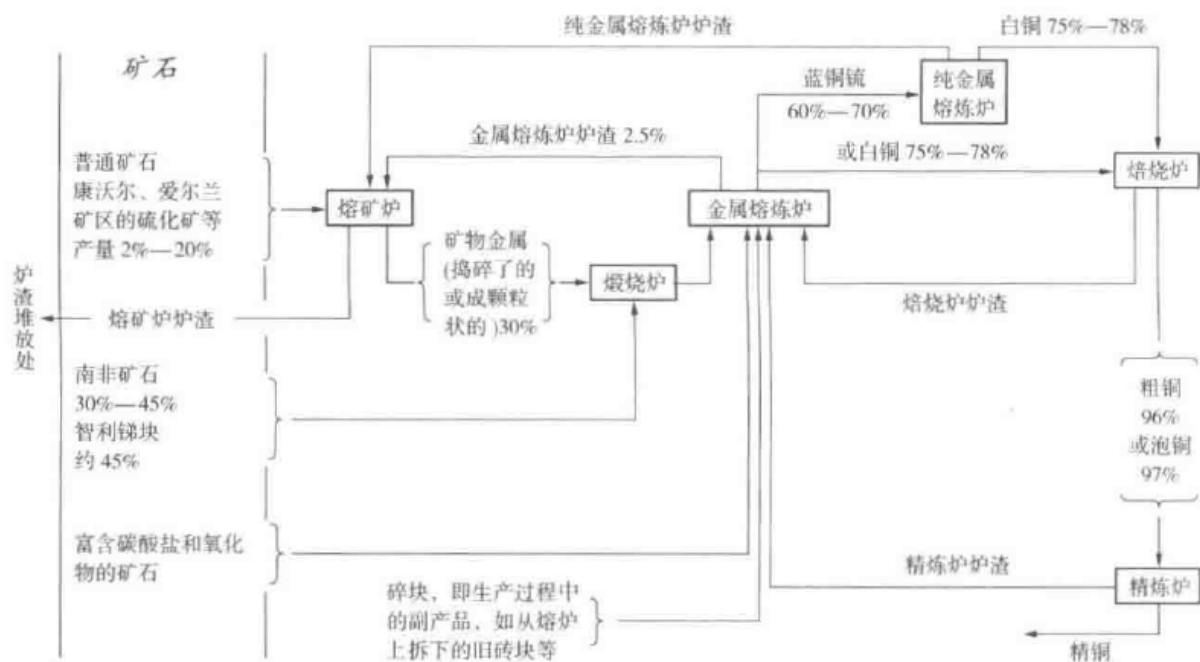 纯金属熔炼炉炉渣
白铜 75%—78%
矿石
蓝铜锍
60%—70%
纯金属
熔炼炉
金属熔炼炉炉渣 2.5%
或白铜 75%—78%
普通矿石
康沃尔、爱尔兰
矿区的硫化矿等
产量 2%—20%
熔矿炉
金属熔炼炉
焙烧炉
矿物金属
(捣碎了的
或成颗粒
状的 )30%
煅烧炉
焙烧炉炉渣
炉渣堆放处
熔矿炉炉渣
南非矿石
30%—45%
智利锑块
约 45%
粗铜
96%
或泡铜
97%
富含碳酸盐和氧化
物的矿石
精炼炉炉渣
精炼炉
碎块，即生产过程中
的副产品，如从熔炉
上拆下的旧砖块等
精铜